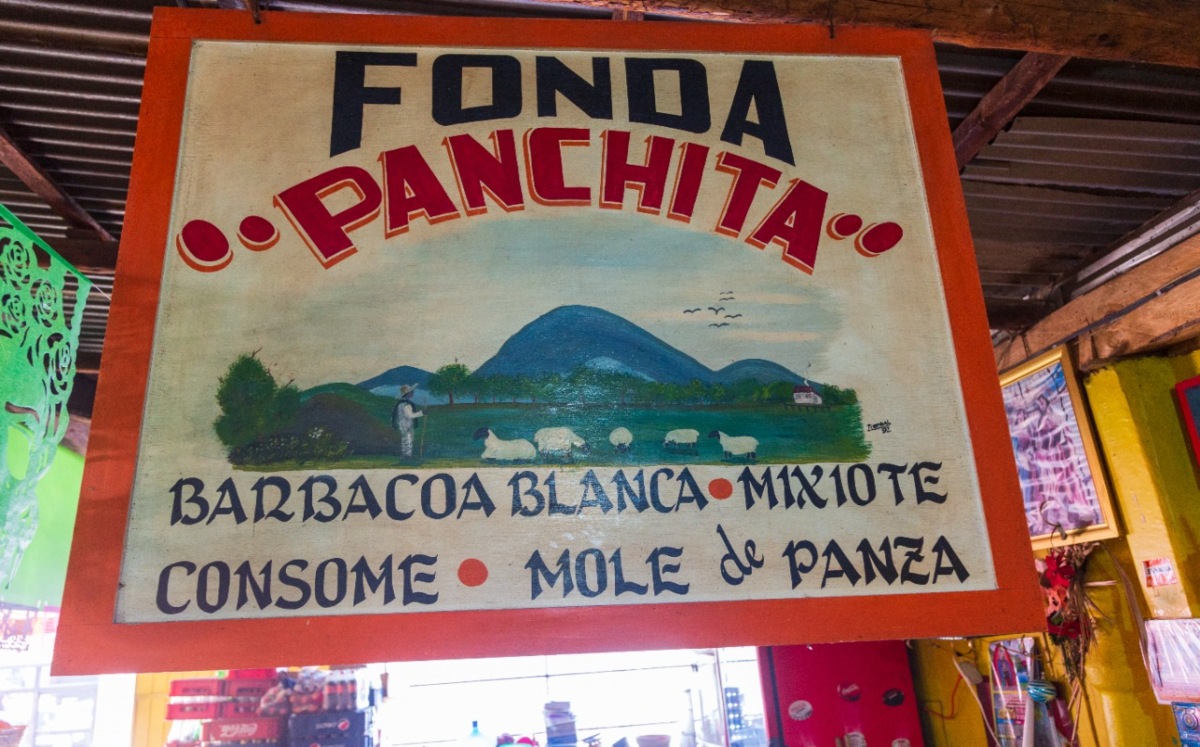 FONDA
PANCHITA
BARBACOA BLANCA • MIXIOTE
CONSOME • MOLE de PANZA